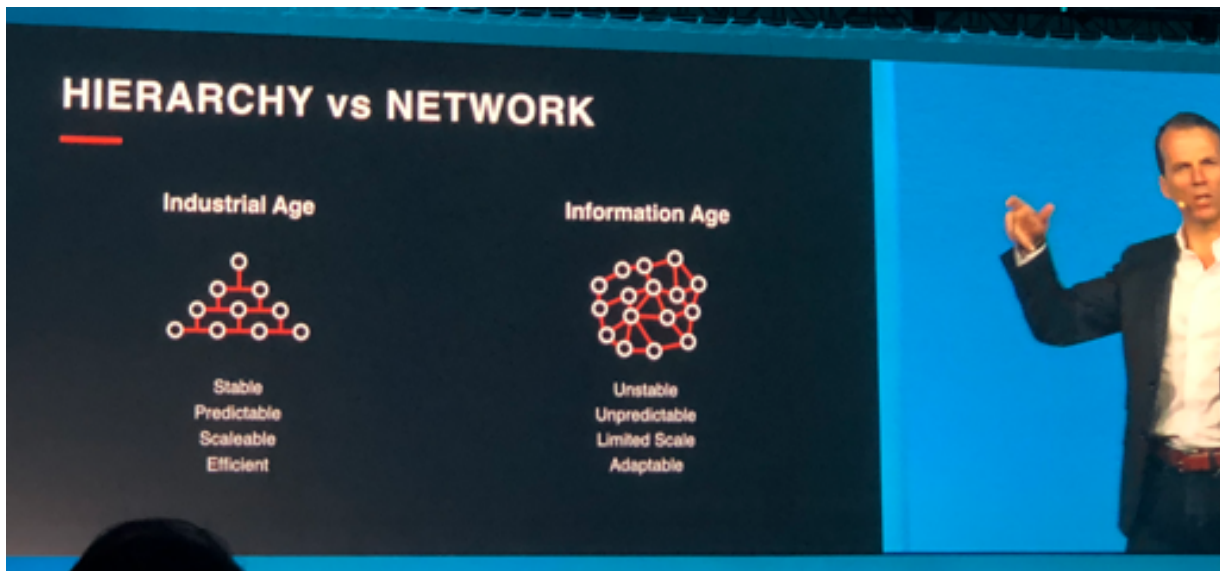 HIERARCHY vs NETWORK
Industrial Age
Stable
Predictable
Scaleable
Efficient
Information Age
Unstable
Unpredictable
Limited Scale
Adaptable